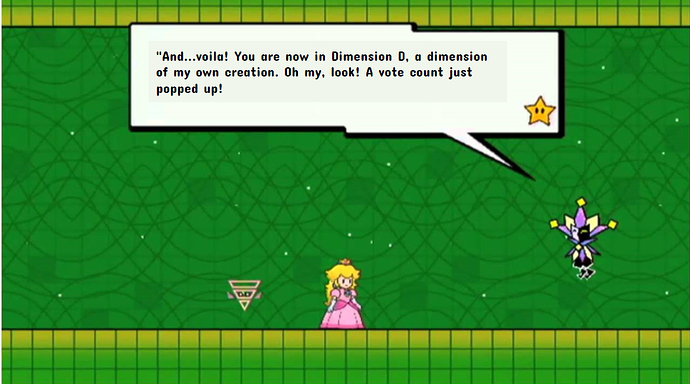 "And...voila! You are now in Dimension D, a dimension
of my own creation. Oh my, look! A vote count just
popped up!